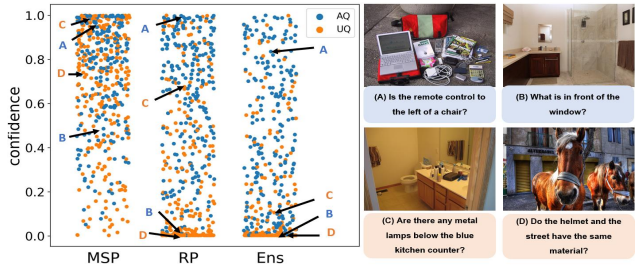 confidence
1.0
0.8
0.6
0.4
0.2
0.0
MSP
RP
Ens
AQ
UQ
C
A
D
B
A
C
B
D
A
C
B
D
(A) Is the remote control to
the left of a chair?
(B) What is in front of the
window?
(C) Are there any metal
lamps below the blue
kitchen counter?
(D) Do the helmet and the
street have the same
material?